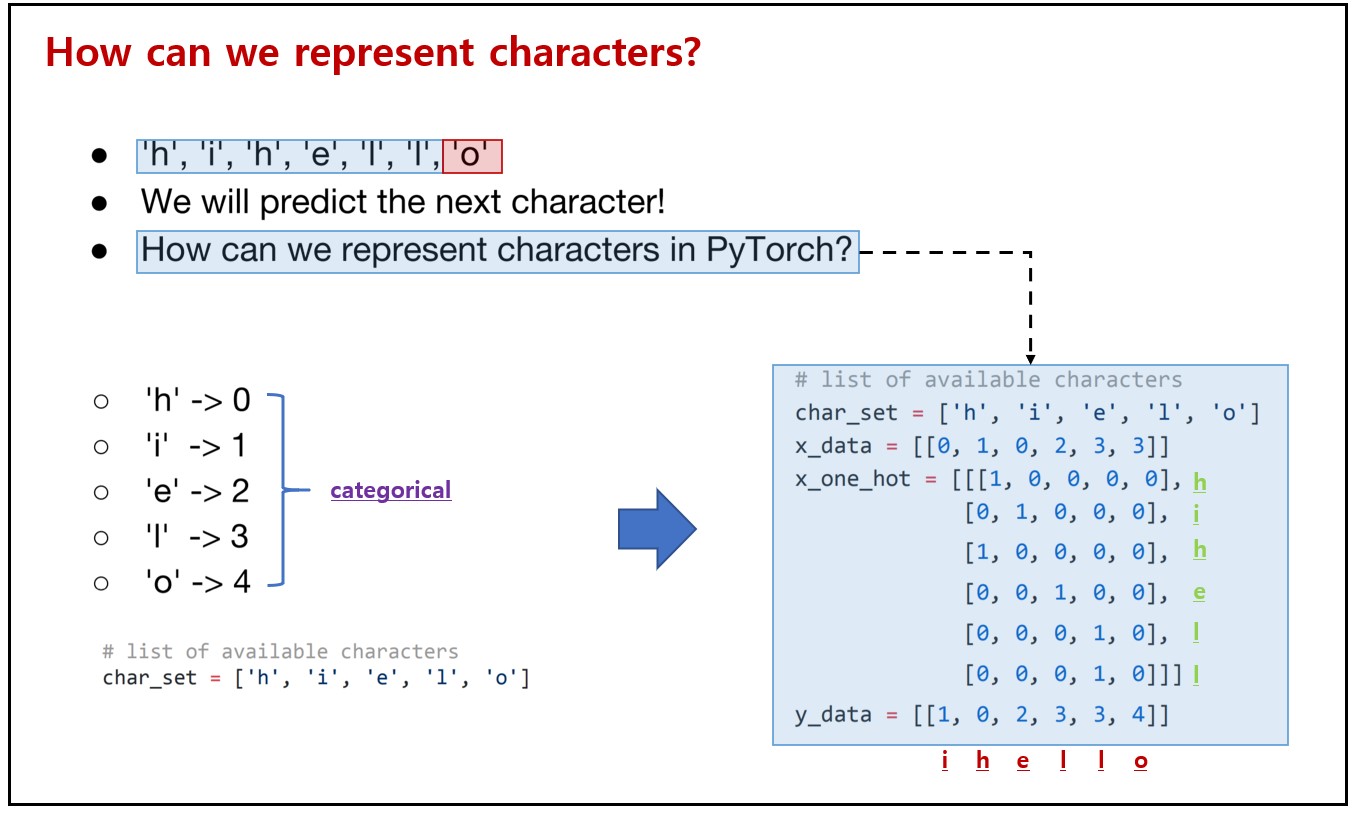 How can we represent characters?
● 'h', 'i', 'h', 'e', 'l', 'l', 'o'
● We will predict the next character!
● How can we represent characters in PyTorch?
○ 'h' -> 0
○ 'i' -> 1
○ 'e' -> 2
○ 'l' -> 3
○ 'o' -> 4
categorical
# list of available characters
char_set = ['h', 'i', 'e', 'l', 'o']
# list of available characters
char_set = ['h', 'i', 'e', 'l', 'o']
x_data = [[0, 1, 0, 2, 3, 3]]
x_one_hot = [[[1, 0, 0, 0, 0], h
[0, 1, 0, 0, 0], i
[1, 0, 0, 0, 0], h
[0, 0, 1, 0, 0], e
[0, 0, 0, 1, 0], l
[0, 0, 0, 1, 0]]] l
y_data = [[1, 0, 2, 3, 3, 4]]
i h e l l o